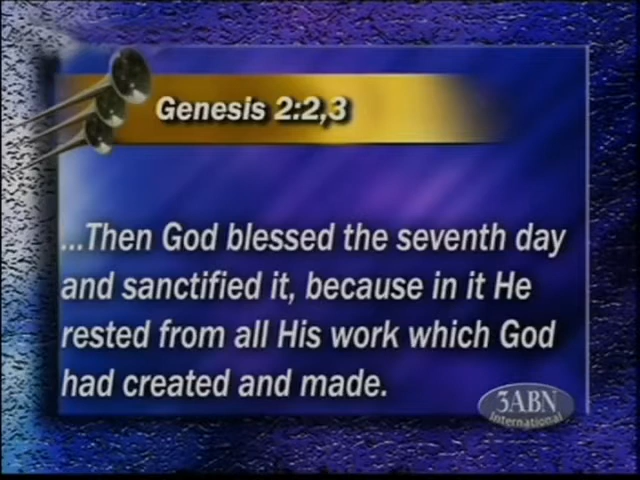 Genesis 2:2,3
...Then God blessed the seventh day
and sanctified it, because in it He
rested from all His work which God
had created and made.
3ABN
International